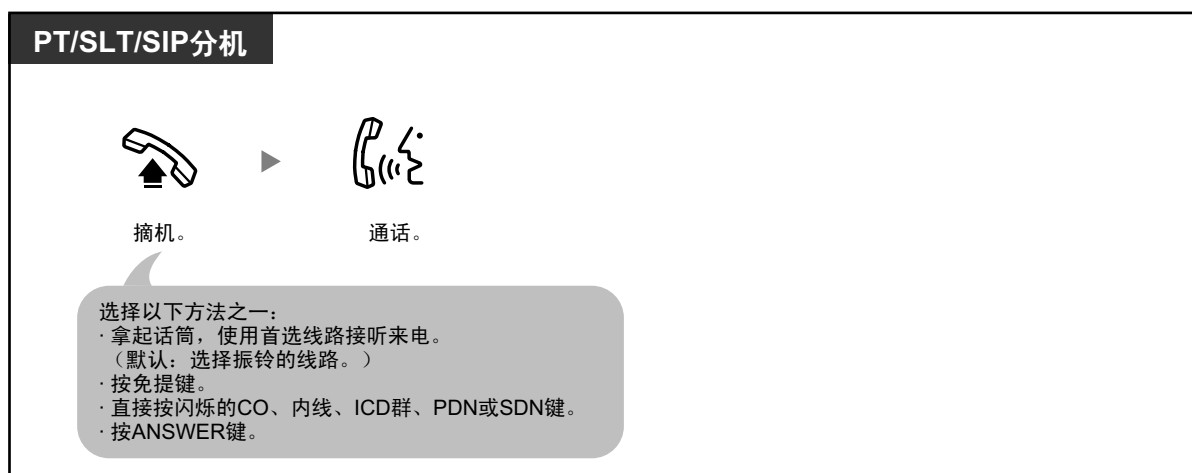 PT/SLT/SIP分机
摘机。
通话。
选择以下方法之一：
· 拿起话筒，使用首选线路接听来电。
（默认：选择振铃的线路。）
· 按免提键。
· 直接按闪烁的CO、内线、ICD群、PDN或SDN键。
· 按ANSWER键。